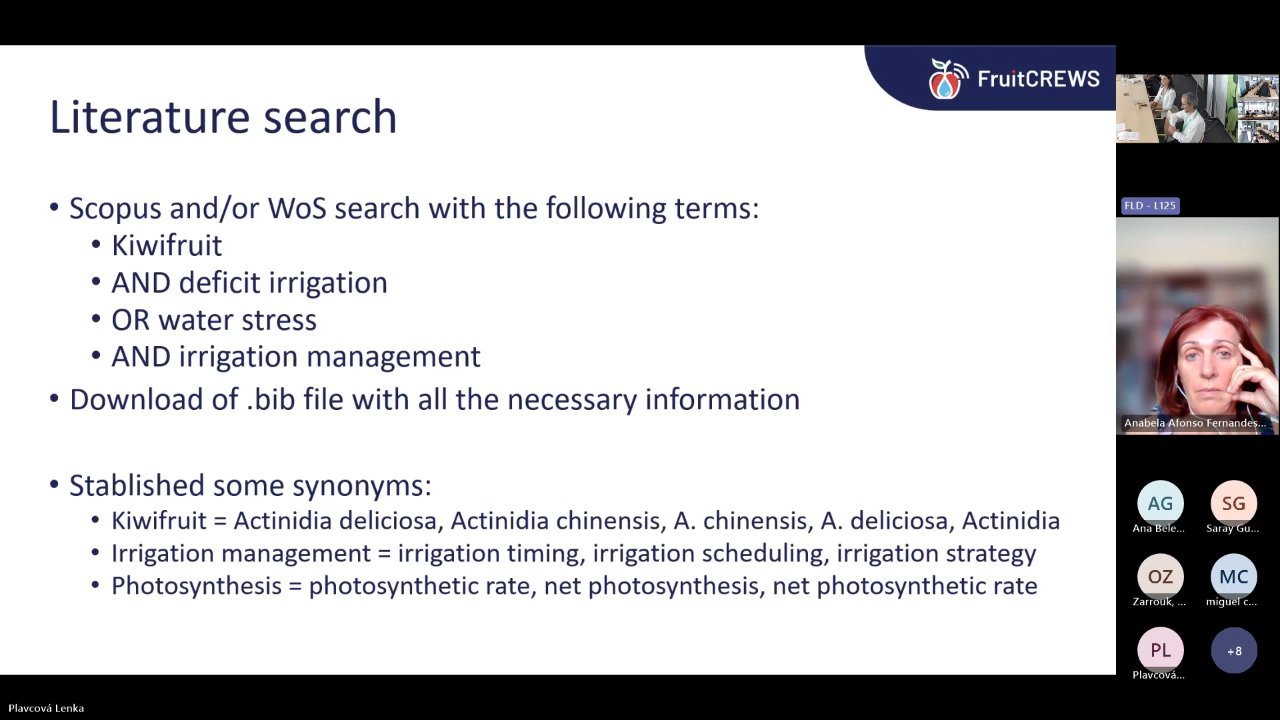 FruitCREWS
Literature search
• Scopus and/or WoS search with the following terms:
• Kiwifruit
• AND deficit irrigation
• OR water stress
• AND irrigation management
• Download of .bib file with all the necessary information
• Stablished some synonyms:
• Kiwifruit = Actinidia deliciosa, Actinidia chinensis, A. chinensis, A. deliciosa, Actinidia
• Irrigation management = irrigation timing, irrigation scheduling, irrigation strategy
• Photosynthesis = photosynthetic rate, net photosynthesis, net photosynthetic rate
FLD - L125
Anabela Afonso Fernandes...
AG
Ana Bele...
SG
Saray Gu...
OZ
Zarrouk, ...
MC
miguel c...
PL
Plavcová...
+8
Plavcová Lenka